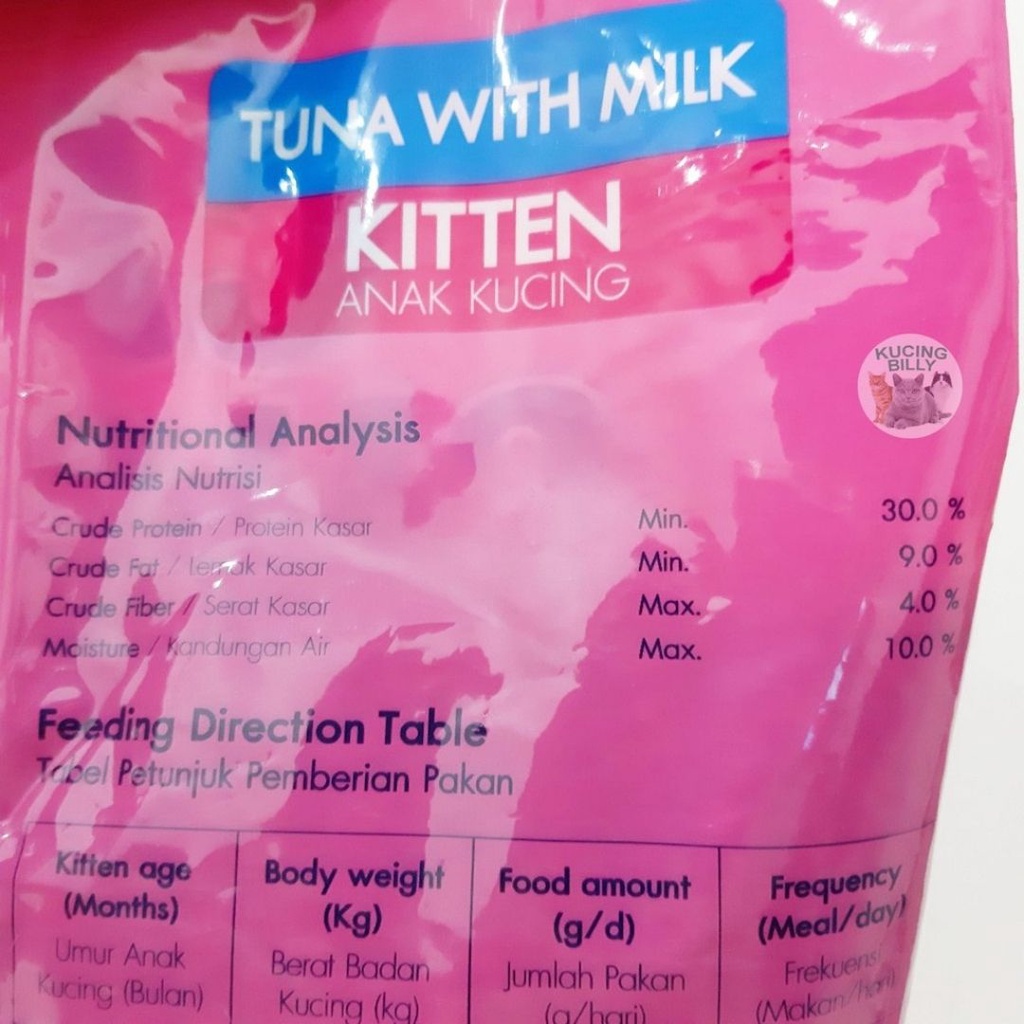 TUNA WITH MILK
KITTEN
ANAK KUCING
KUCING
BILLY
Nutritional Analysis
Analisis Nutrisi
Crude Protein / Protein Kasar Min. 30.0 %
Crude Fat / Lemak Kasar Min. 9.0 %
Crude Fiber / Serat Kasar Max. 4.0 %
Moisture / Kandungan Air Max. 10.0 %
Feeding Direction Table
Tabel Petunjuk Pemberian Pakan
Kitten age
(Months)
Umur Anak
Kucing (Bulan)
Body weight
(Kg)
Berat Badan
Kucing (kg)
Food amount
(g/d)
Jumlah Pakan
(g/hari)
Frequency
(Meal/day)
Frekuensi
(Makan/hari)